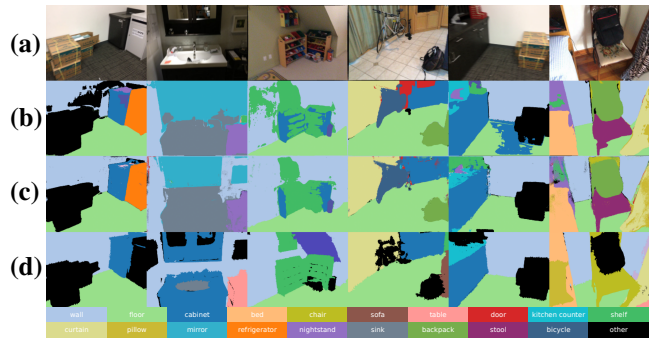 (a)
(b)
(c)
(d)
wall floor cabinet bed chair sofa table door kitchen counter shelf
curtain pillow mirror refrigerator nightstand sink backpack stool bicycle other